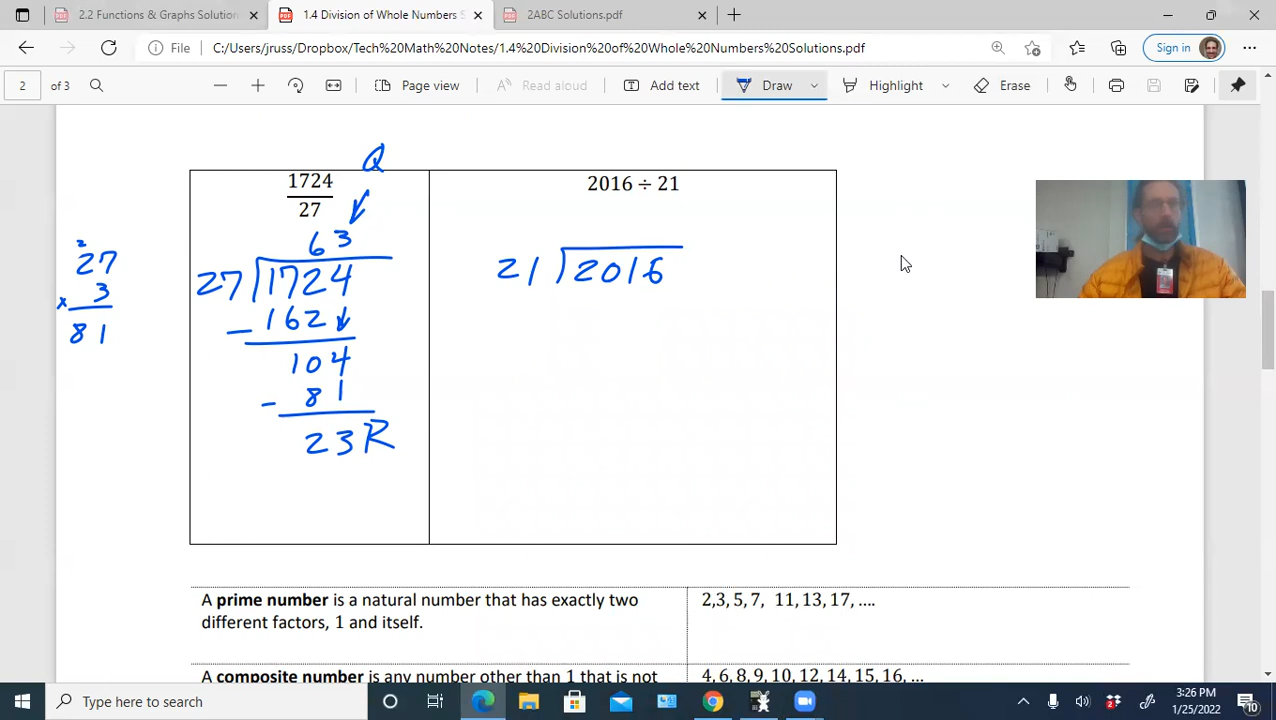 2.2 Functions & Graphs Solution
1.4 Division of Whole Numbers S
2ABC Solutions.pdf
File
C:/Users/jruss/Dropbox/Tech%20Math%20Notes/1.4%20Division%20of%20Whole%20Numbers%20Solutions.pdf
Sign in
2 of 3
Page view
Read aloud
Add text
Draw
Highlight
Erase
Q
1724
27
63
27 1724
- 162
104
- 81
23 R
2
27
x 3
81
2016 ÷ 21
21 2016
A prime number is a natural number that has exactly two
different factors, 1 and itself.
2,3, 5, 7, 11, 13, 17, ….
A composite number is any number other than 1 that is not
4, 6, 8, 9, 10, 12, 14, 15, 16, …
Type here to search
2
3:26 PM
1/25/2022
10